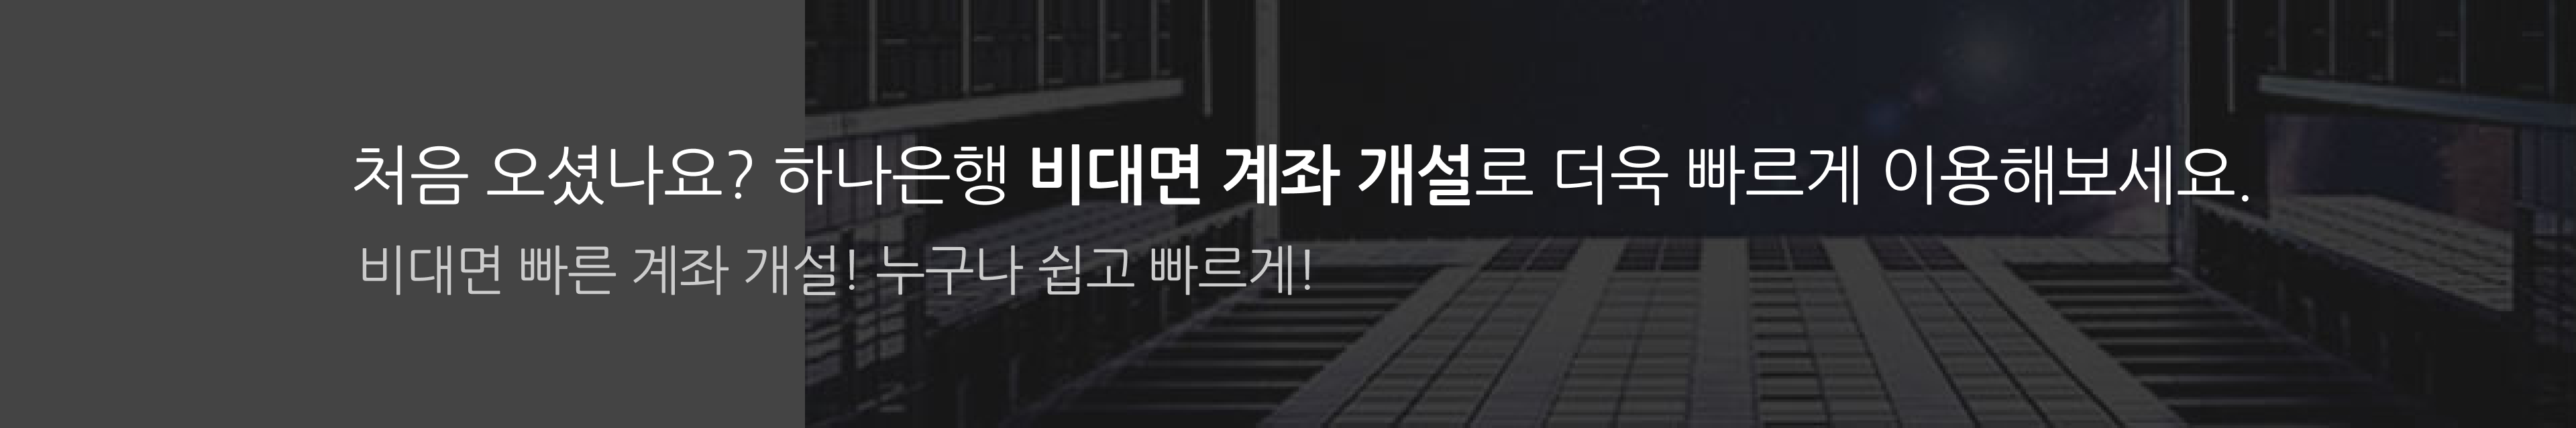 처음 오셨나요? 하나은행 비대면 계좌 개설로 더욱 빠르게 이용해보세요.
비대면 빠른 계좌 개설! 누구나 쉽고 빠르게!